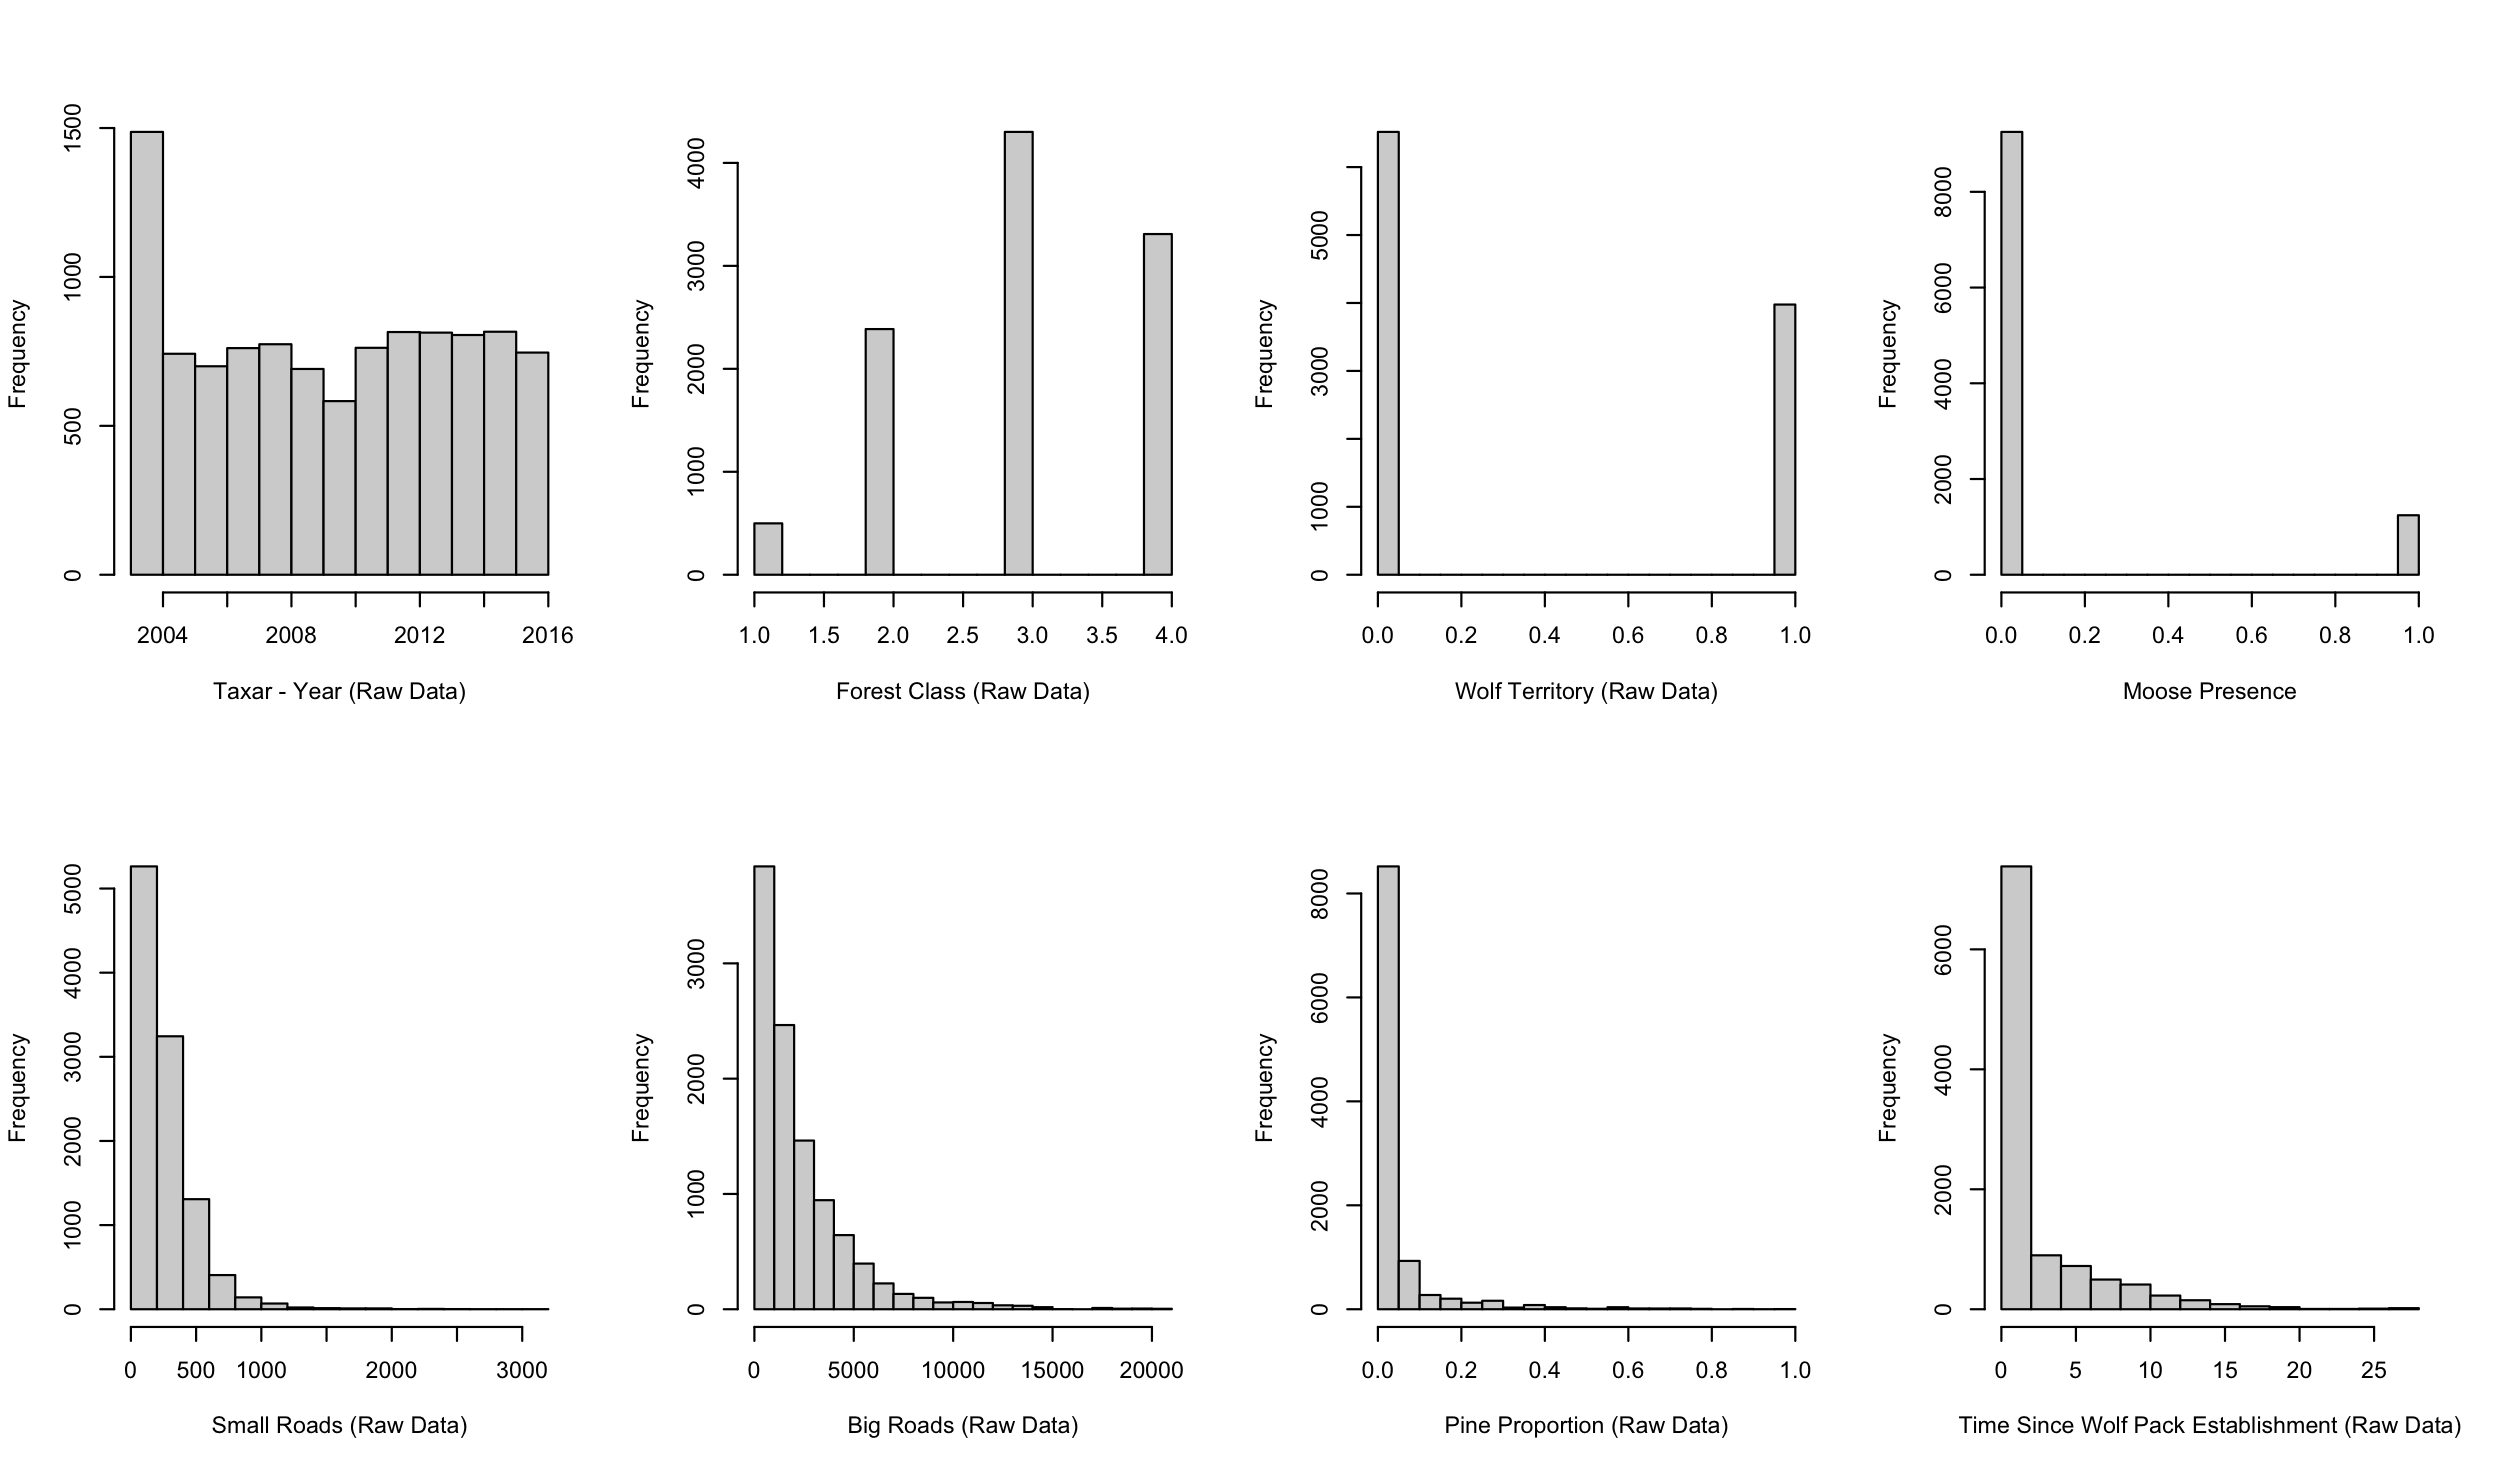 Frequency
0 500 1000 1500
2004 2008 2012 2016
Taxar - Year (Raw Data)
Frequency
0 1000 2000 3000 4000
1.0 1.5 2.0 2.5 3.0 3.5 4.0
Forest Class (Raw Data)
Frequency
0 1000 3000 5000
0.0 0.2 0.4 0.6 0.8 1.0
Wolf Territory (Raw Data)
Frequency
0 2000 4000 6000 8000
0.0 0.2 0.4 0.6 0.8 1.0
Moose Presence
Frequency
0 1000 2000 3000 4000 5000
0 500 1000 2000 3000
Small Roads (Raw Data)
Frequency
0 1000 2000 3000
0 5000 10000 15000 20000
Big Roads (Raw Data)
Frequency
0 2000 4000 6000 8000
0.0 0.2 0.4 0.6 0.8 1.0
Pine Proportion (Raw Data)
Frequency
0 2000 4000 6000
0 5 10 15 20 25
Time Since Wolf Pack Establishment (Raw Data)